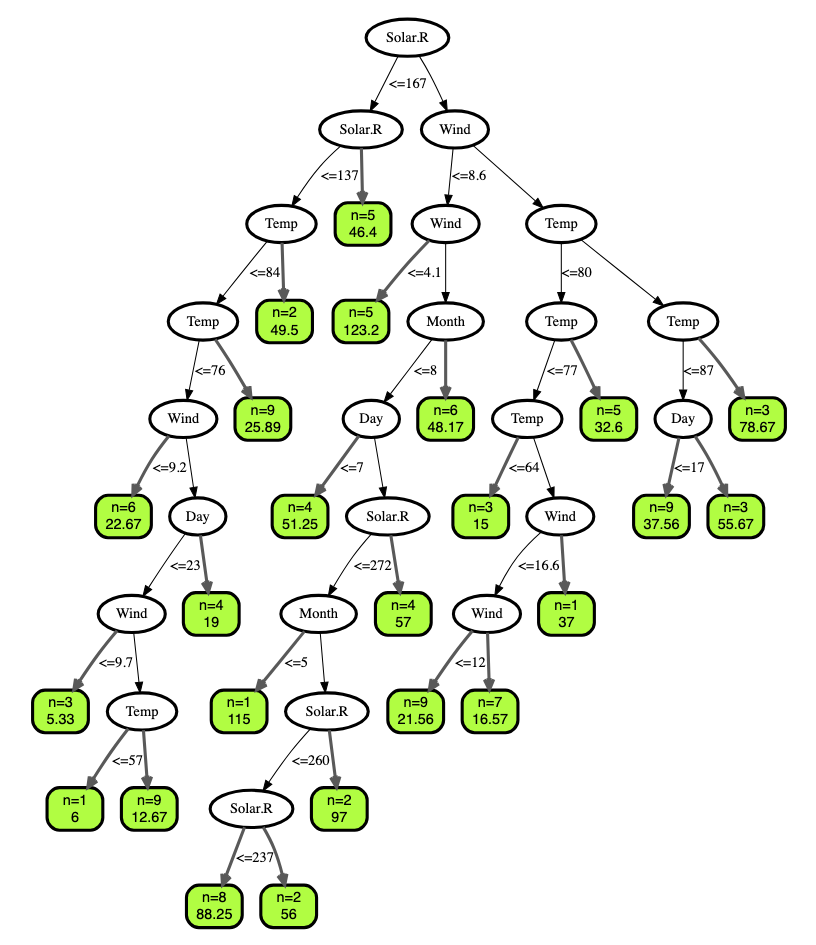 Solar.R
<=167
Solar.R
Wind
<=137
<=8.6
Temp
n=5
46.4
Wind
Temp
<=84
<=4.1
<=80
Temp
n=2
49.5
n=5
123.2
Month
Temp
Temp
<=76
<=8
<=77
<=87
Wind
n=9
25.89
Day
n=6
48.17
Temp
n=5
32.6
Day
n=3
78.67
<=9.2
<=7
<=64
<=17
n=6
22.67
Day
n=4
51.25
Solar.R
n=3
15
Wind
n=9
37.56
n=3
55.67
<=23
<=272
<=16.6
Wind
n=4
19
Month
n=4
57
Wind
n=1
37
<=9.7
<=5
<=12
n=3
5.33
Temp
n=1
115
Solar.R
n=9
21.56
n=7
16.57
<=57
<=260
n=1
6
n=9
12.67
Solar.R
n=2
97
<=237
n=8
88.25
n=2
56